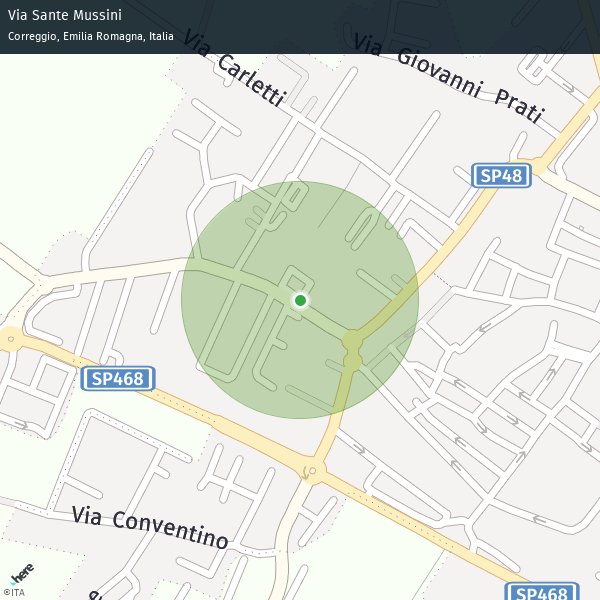 Via Sante Mussini
Correggio, Emilia Romagna, Italia
Via Carletti
Via Giovanni Prati
SP48
SP468
Via Conventino
here
©ITA
SP468